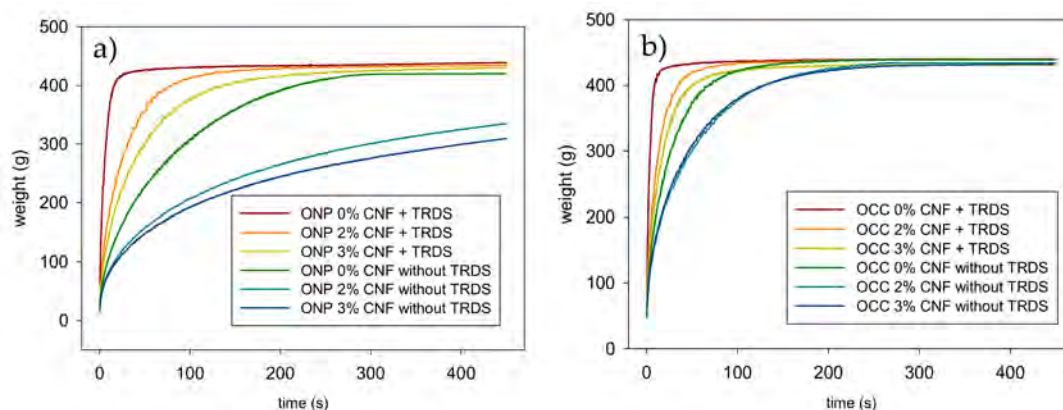 a)
500
400
300
200
100
0
weight (g)
ONP 0% CNF + TRDS
ONP 2% CNF + TRDS
ONP 3% CNF + TRDS
ONP 0% CNF without TRDS
ONP 2% CNF without TRDS
ONP 3% CNF without TRDS
0 100 200 300 400
time (s)
b)
500
400
300
200
100
0
weight (g)
OCC 0% CNF + TRDS
OCC 2% CNF + TRDS
OCC 3% CNF + TRDS
OCC 0% CNF without TRDS
OCC 2% CNF without TRDS
OCC 3% CNF without TRDS
0 100 200 300 400
time (s)